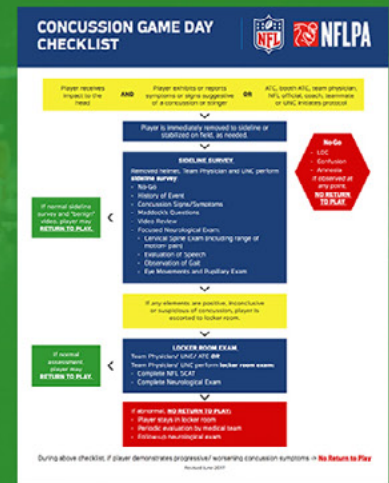 CONCUSSION GAME DAY
CHECKLIST
NFL
NFLPA
Player receives
impact to the
head
AND
Player exhibits or reports
symptoms or signs suggestive
of a concussion or stinger
OR
ATC, booth ATC, team physician,
NFL official, coach, teammate
or UNC initiates protocol
Player is immediately removed to sideline or
stabilized on field, as needed.
SIDELINE SURVEY
Removed helmet, Team Physician and UNC perform
sideline survey:
• No-Go
• History of Event
• Concussion Signs/Symptoms
• Maddock's Questions
• Video Review
• Focused Neurological Exam:
• Cervical Spine Exam (including range of
motion/ pain)
• Evaluation of Speech
• Observation of Gait
• Eye Movements and Pupillary Exam
No-Go
• LOC
• Confusion
• Amnesia
If observed at
any point,
NO RETURN
TO PLAY.
If normal sideline
survey and "benign"
video, player may
RETURN TO PLAY.
If any elements are positive, inconclusive
or suspicious of concussion, player is
escorted to locker room.
LOCKER ROOM EXAM
Team Physician/ UNC/ ATC OR
Team Physician/ UNC perform locker room exam:
• Complete NFL SCAT
• Complete Neurological Exam
If normal
assessment,
player may
RETURN TO PLAY.
If abnormal, NO RETURN TO PLAY:
• Player stays in locker room
• Periodic evaluation by medical team
• Follow-up neurological exam
During above checklist, if player demonstrates progressive/ worsening concussion symptoms → No Return to Play
Revised June 2017